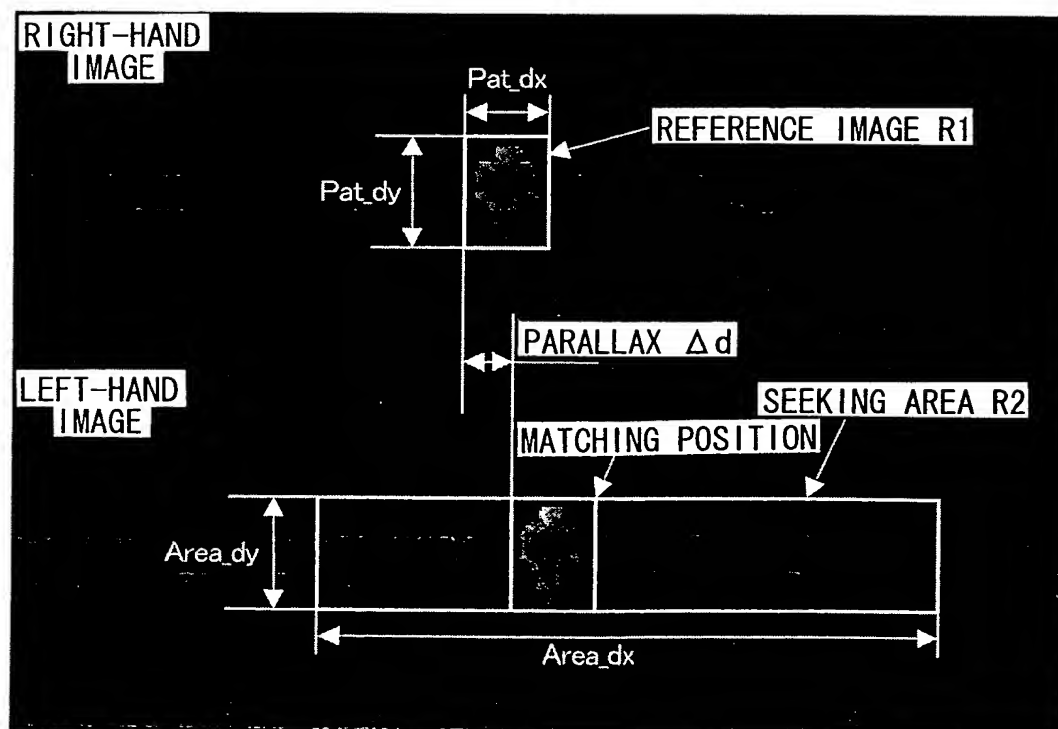 RIGHT-HAND
IMAGE
Pat_dx
REFERENCE IMAGE R1
Pat_dy
PARALLAX Δd
LEFT-HAND
IMAGE
SEEKING AREA R2
MATCHING POSITION
Area_dy
Area_dx